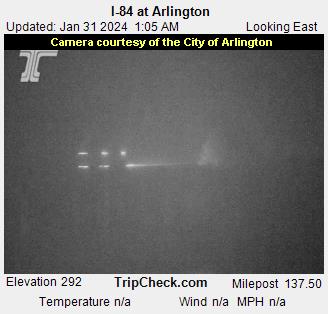 I-84 at Arlington
Updated: Jan 31 2024 1:05 AM Looking East
Camera courtesy of the City of Arlington
Elevation 292 TripCheck.com Milepost 137.50
Temperature n/a Wind n/a MPH n/a